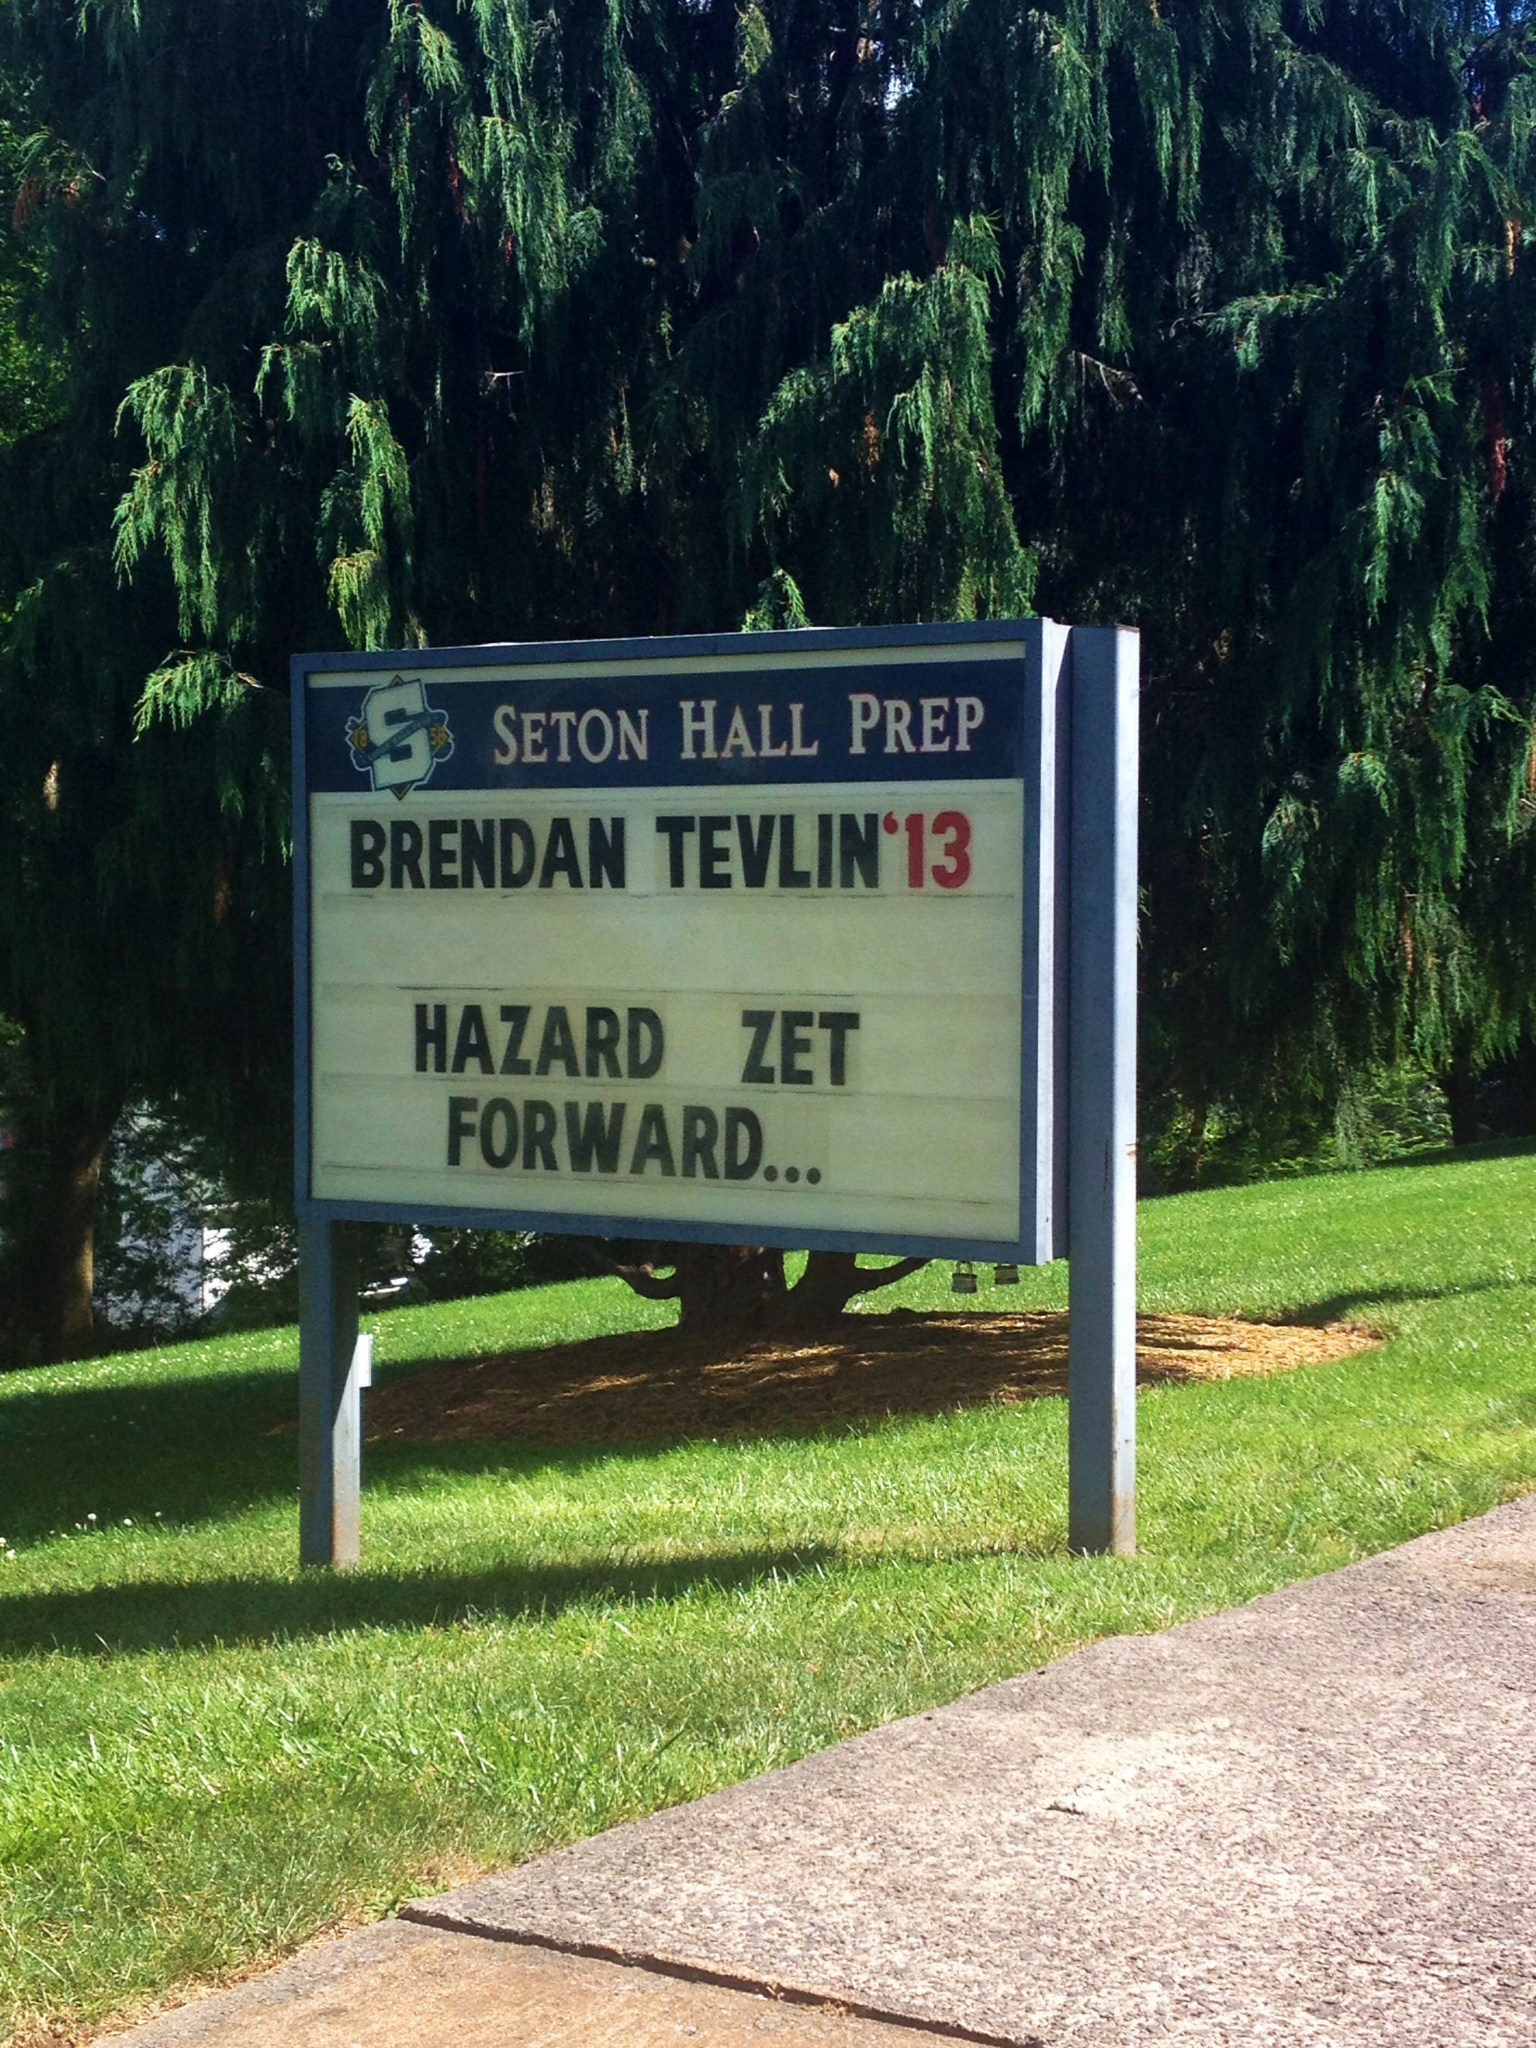 SETON HALL PREP
BRENDAN TEVLIN '13
HAZARD ZET
FORWARD...